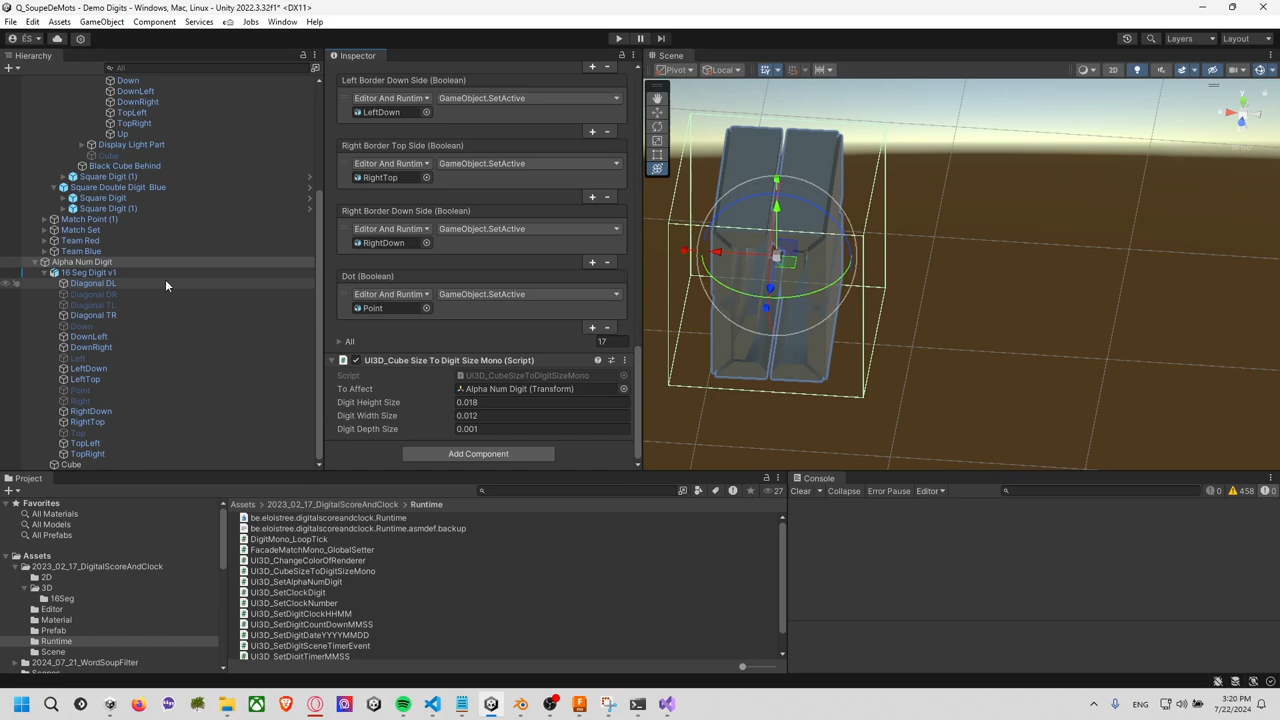 Q_SoupeDeMots - Demo Digits - Windows, Mac, Linux - Unity 2022.3.32f1* <DX11>
File Edit Assets GameObject Component Services Jobs Window Help
ÉS Layers Layout
Hierarchy
All
Down
DownLeft
DownRight
TopLeft
TopRight
Up
Display Light Part
Cube
Black Cube Behind
Square Digit (1)
Square Double Digit Blue
Square Digit
Square Digit (1)
Match Point (1)
Match Set
Team Red
Team Blue
Alpha Num Digit
16 Seg Digit v1
Diagonal DL
Diagonal DR
Diagonal TL
Diagonal TR
Down
DownLeft
DownRight
Left
LeftDown
LeftTop
Point
Right
RightDown
RightTop
Top
TopLeft
TopRight
Cube
Inspector
Left Border Down Side (Boolean)
Editor And Runtim GameObject.SetActive
LeftDown
Right Border Top Side (Boolean)
Editor And Runtim GameObject.SetActive
RightTop
Right Border Down Side (Boolean)
Editor And Runtim GameObject.SetActive
RightDown
Dot (Boolean)
Editor And Runtim GameObject.SetActive
Point
All 17
UI3D_Cube Size To Digit Size Mono (Script)
Script UI3D_CubeSizeToDigitSizeMono
To Affect Alpha Num Digit (Transform)
Digit Height Size 0.018
Digit Width Size 0.012
Digit Depth Size 0.001
Add Component
Scene
Pivot Local 2D
Project
Favorites
All Materials
All Models
All Prefabs
Assets
2023_02_17_DigitalScoreAndClock
2D
3D
16Seg
Editor
Material
Prefab
Runtime
Scene
2024_07_21_WordSoupFilter
27
Assets > 2023_02_17_DigitalScoreAndClock > Runtime
be.eloistree.digitalscoreandclock.Runtime
be.eloistree.digitalscoreandclock.Runtime.asmdef.backup
DigitMono_LoopTick
FacadeMatchMono_GlobalSetter
UI3D_ChangeColorOfRenderer
UI3D_CubeSizeToDigitSizeMono
UI3D_SetAlphaNumDigit
UI3D_SetClockDigit
UI3D_SetClockNumber
UI3D_SetDigitClockHHMM
UI3D_SetDigitCountDownMMSS
UI3D_SetDigitDateYYYYMMDD
UI3D_SetDigitSceneTimerEvent
UI3D_SetDigitTimerMMSS
Console
Clear Collapse Error Pause Editor 0 458 0
ENG 3:20 PM
7/22/2024